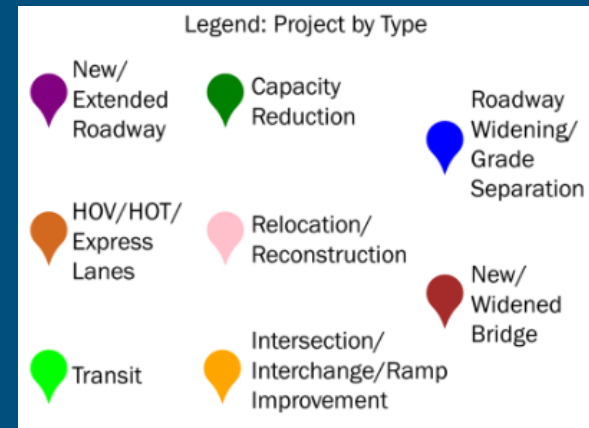 Legend: Project by Type
New/
Extended
Roadway
Capacity
Reduction
Roadway
Widening/
Grade
Separation
HOV/HOT/
Express
Lanes
Relocation/
Reconstruction
New/
Widened
Bridge
Transit
Intersection/
Interchange/Ramp
Improvement